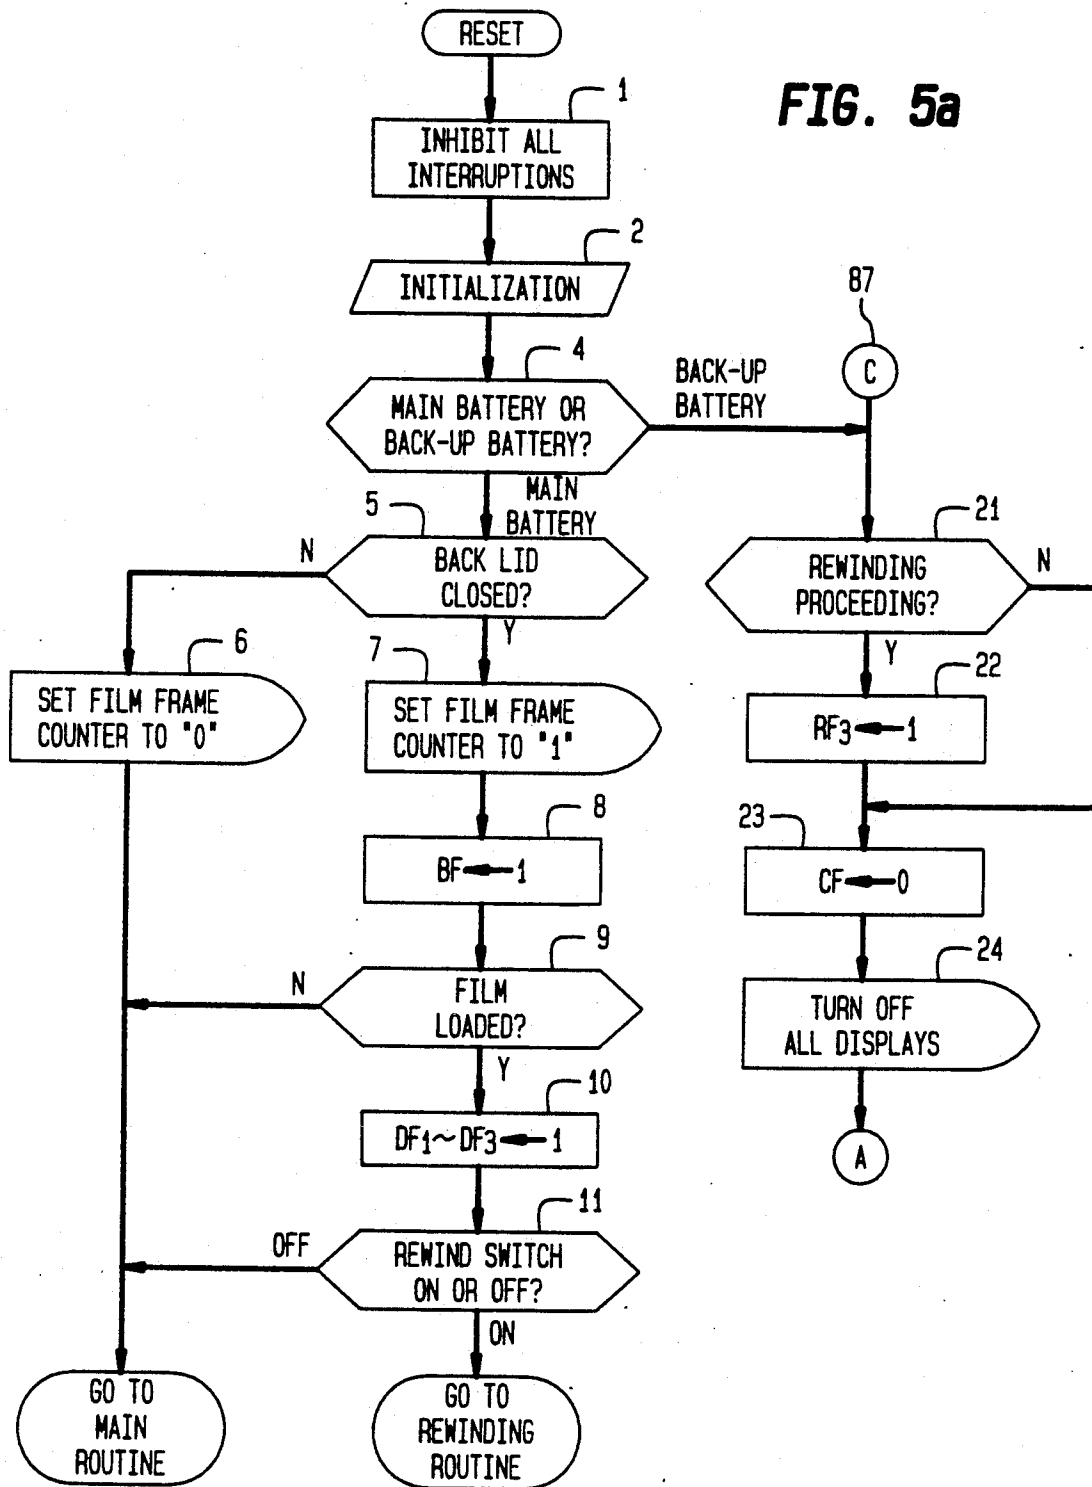 RESET
FIG. 5a
1
INHIBIT ALL
INTERRUPTIONS
2
INITIALIZATION
4
MAIN BATTERY OR
BACK-UP BATTERY?
BACK-UP
BATTERY
87
C
MAIN
BATTERY
5
N
BACK LID
CLOSED?
Y
21
REWINDING
PROCEEDING?
N
Y
6
SET FILM FRAME
COUNTER TO "0"
7
SET FILM FRAME
COUNTER TO "1"
22
RF3←1
8
BF←1
23
CF←0
9
N
FILM
LOADED?
Y
24
TURN OFF
ALL DISPLAYS
10
DF1~DF3←1
A
11
OFF
REWIND SWITCH
ON OR OFF?
ON
GO TO
MAIN
ROUTINE
GO TO
REWINDING
ROUTINE